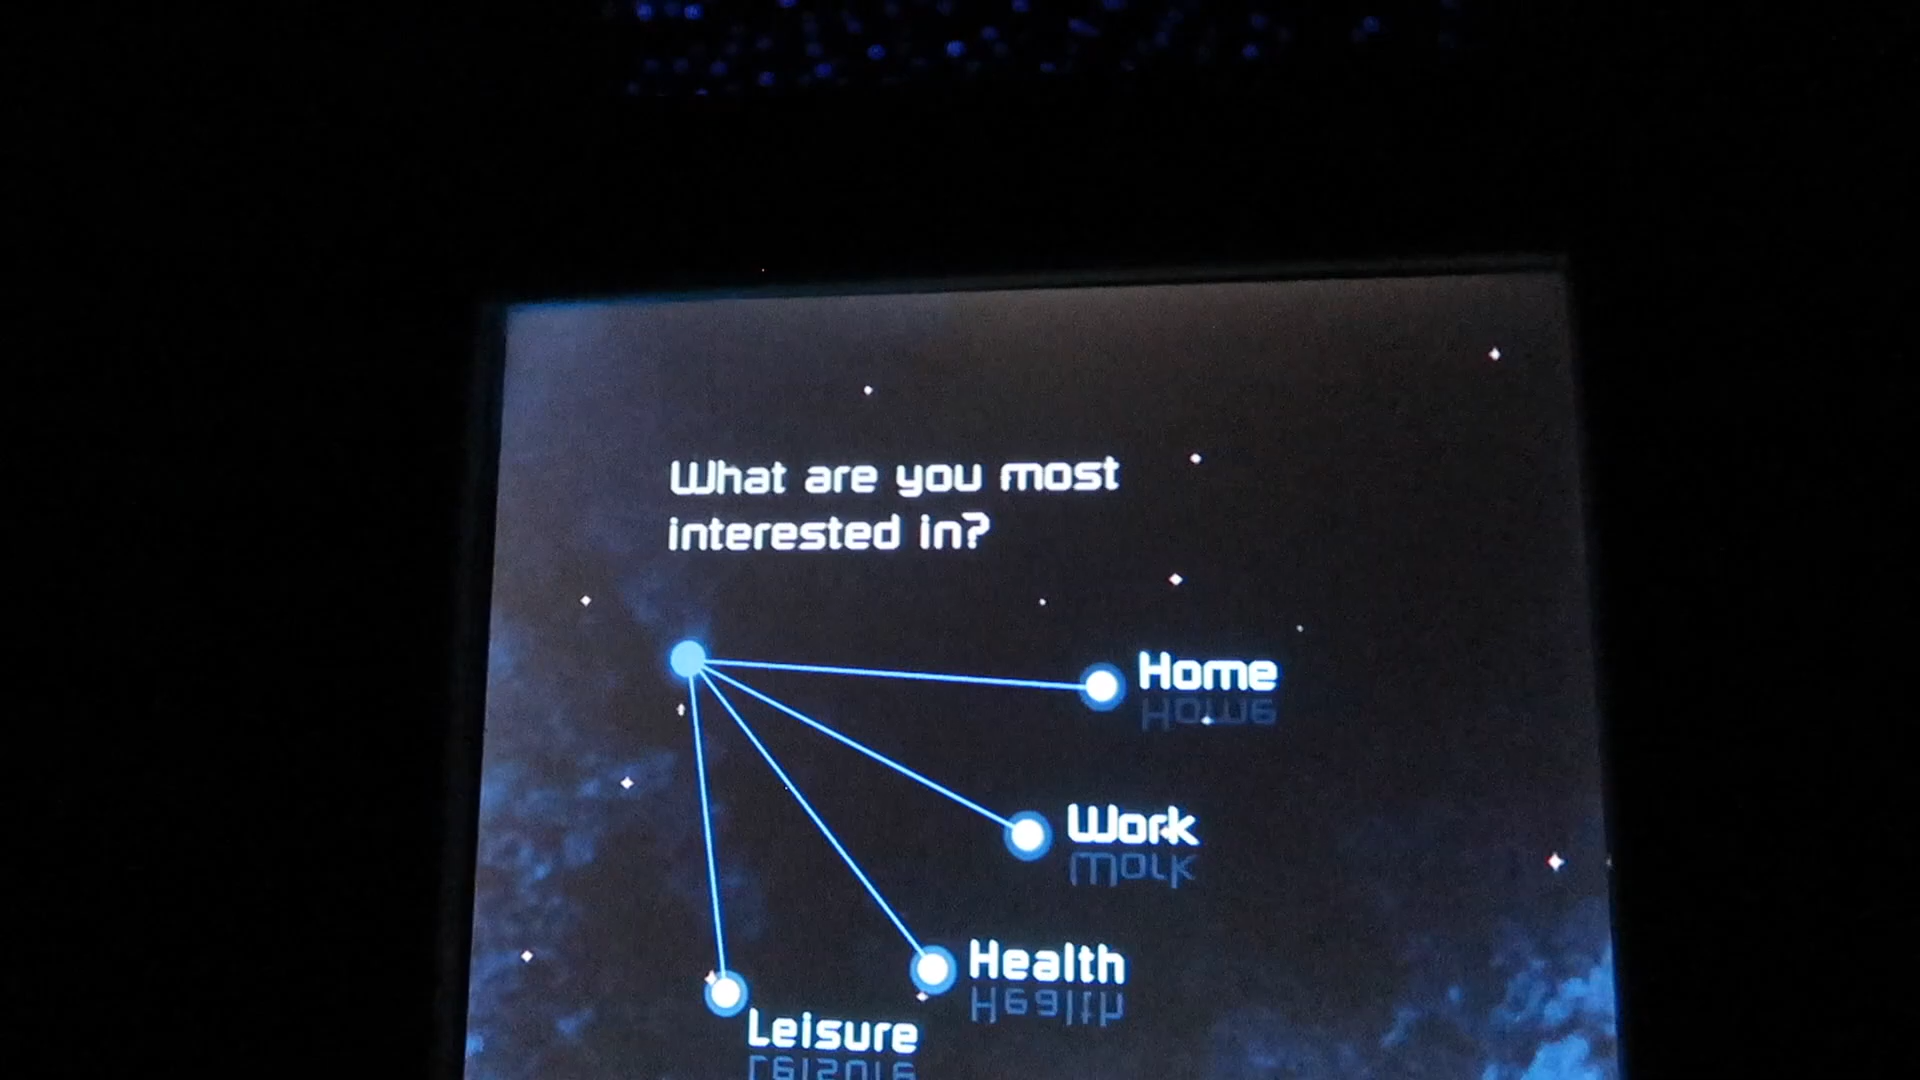 What are you most
interested in?
Home
Work
Health
Leisure